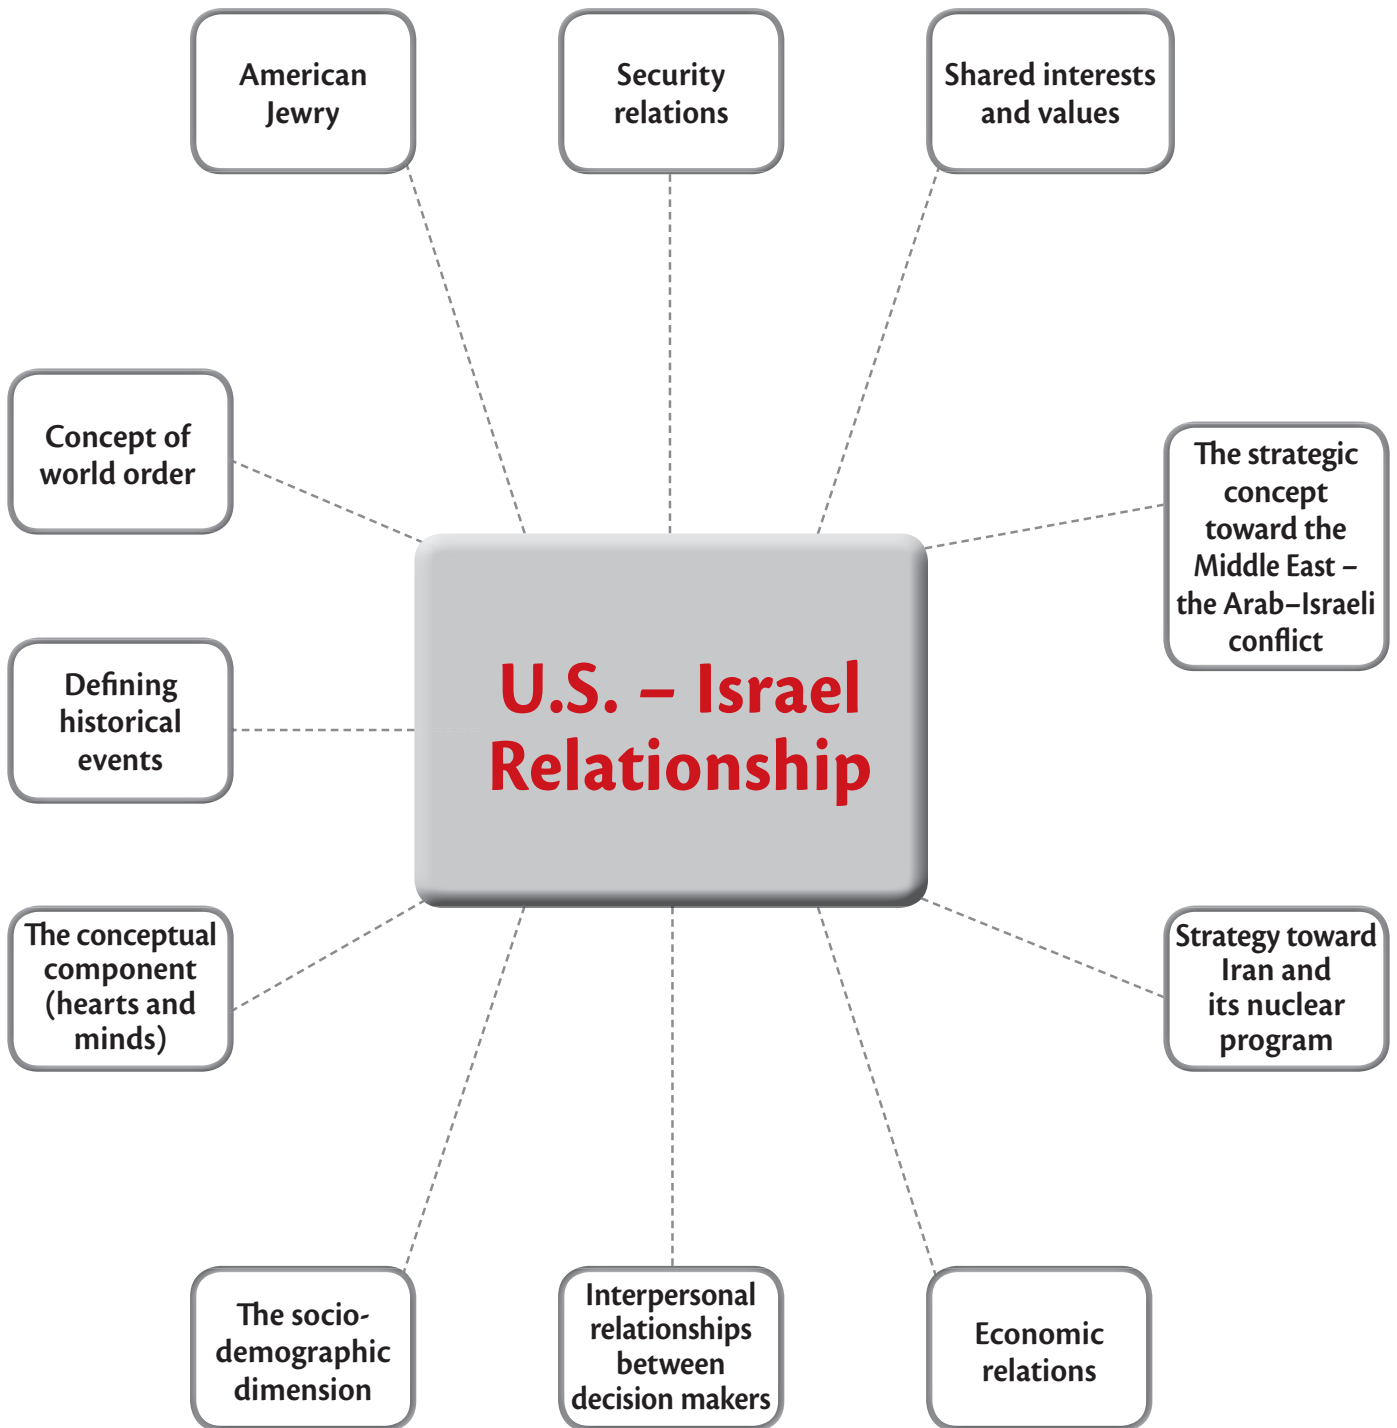 American
Jewry
Security
relations
Shared interests
and values
Concept of
world order
The strategic
concept
toward the
Middle East –
the Arab–Israeli
conflict
Defining
historical
events
U.S. – Israel
Relationship
The conceptual
component
(hearts and
minds)
Strategy toward
Iran and
its nuclear
program
The socio-
demographic
dimension
Interpersonal
relationships
between
decision makers
Economic
relations